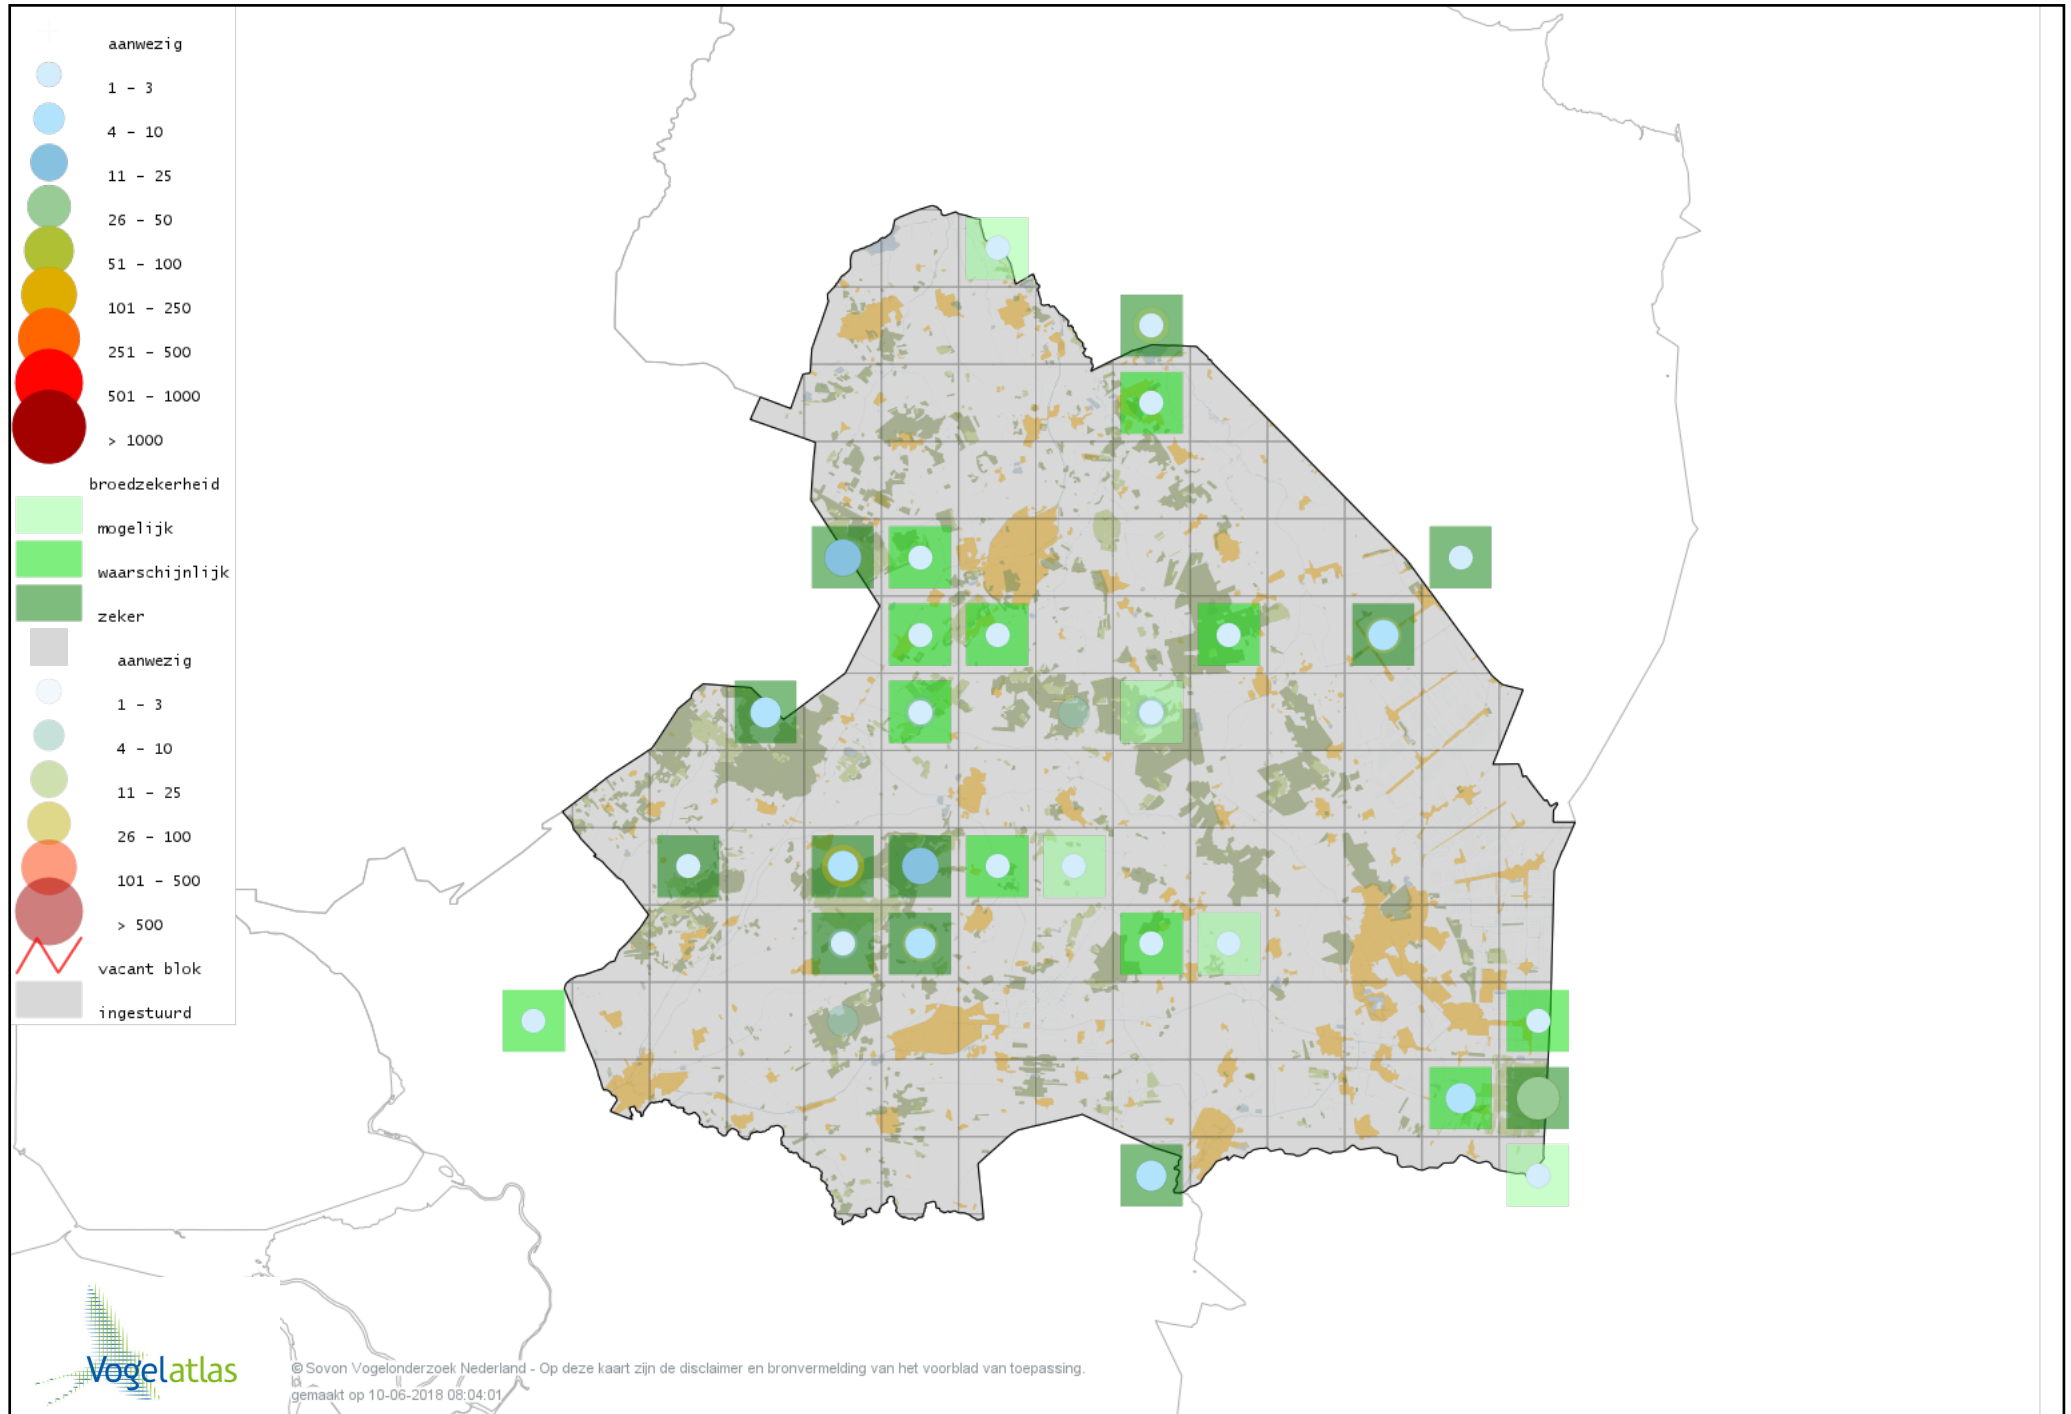 aanwezig
1 - 3
4 - 10
11 - 25
26 - 50
51 - 100
101 - 250
251 - 500
501 - 1000
> 1000
broedzekerheid
mogelijk
waarschijnlijk
zeker
aanwezig
1 - 3
4 - 10
11 - 25
26 - 100
101 - 500
> 500
vacant blok
ingestuurd
Vogelatlas
© Sovon Vogelonderzoek Nederland - Op deze kaart zijn de disclaimer en bronvermelding van het voorblad van toepassing.
gemaakt op 10-06-2018 08:04:01